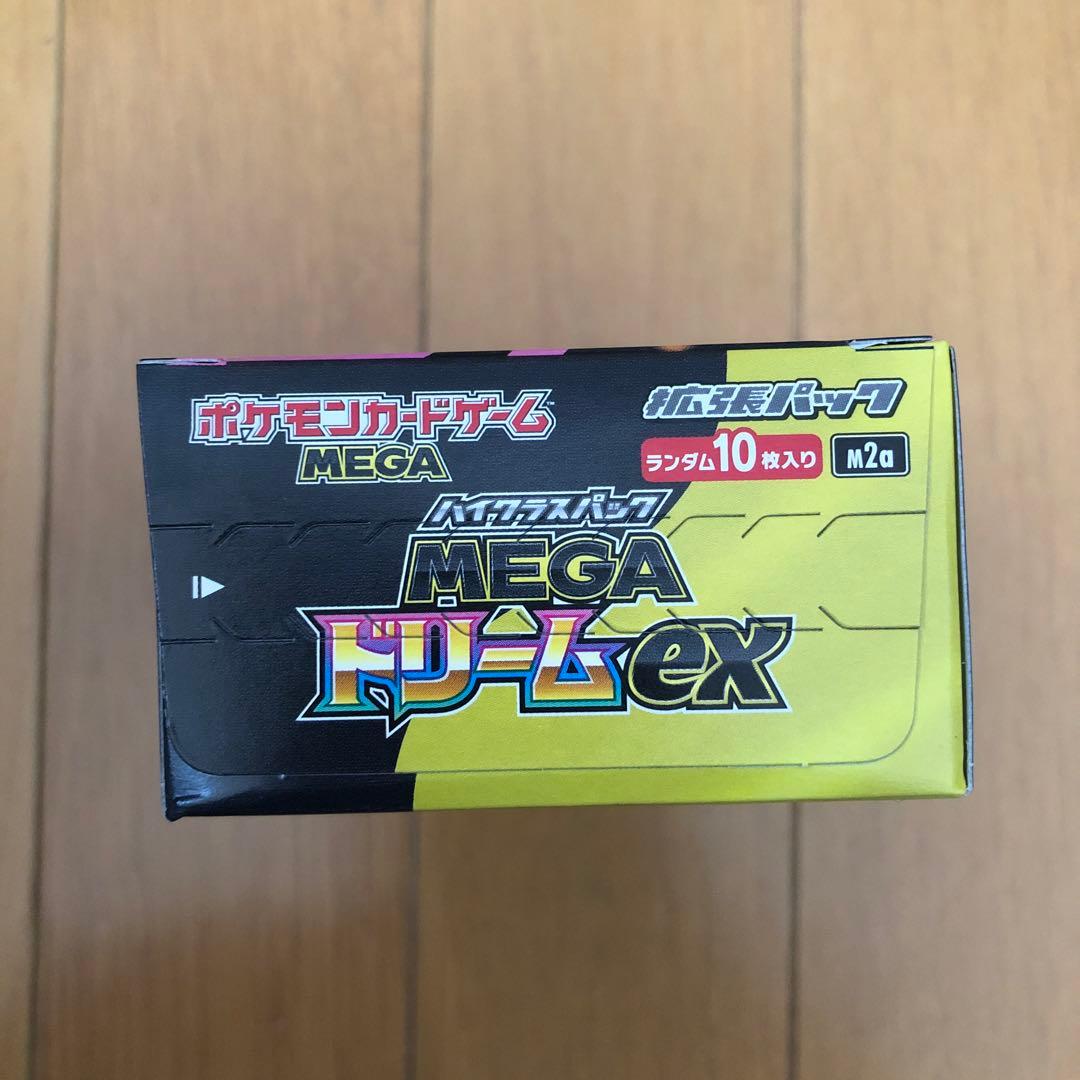 ポケモンカードゲーム™
MEGA
拡張パック
ランダム10枚入り
M2a
ハイクラスパック
MEGA
ドリームex